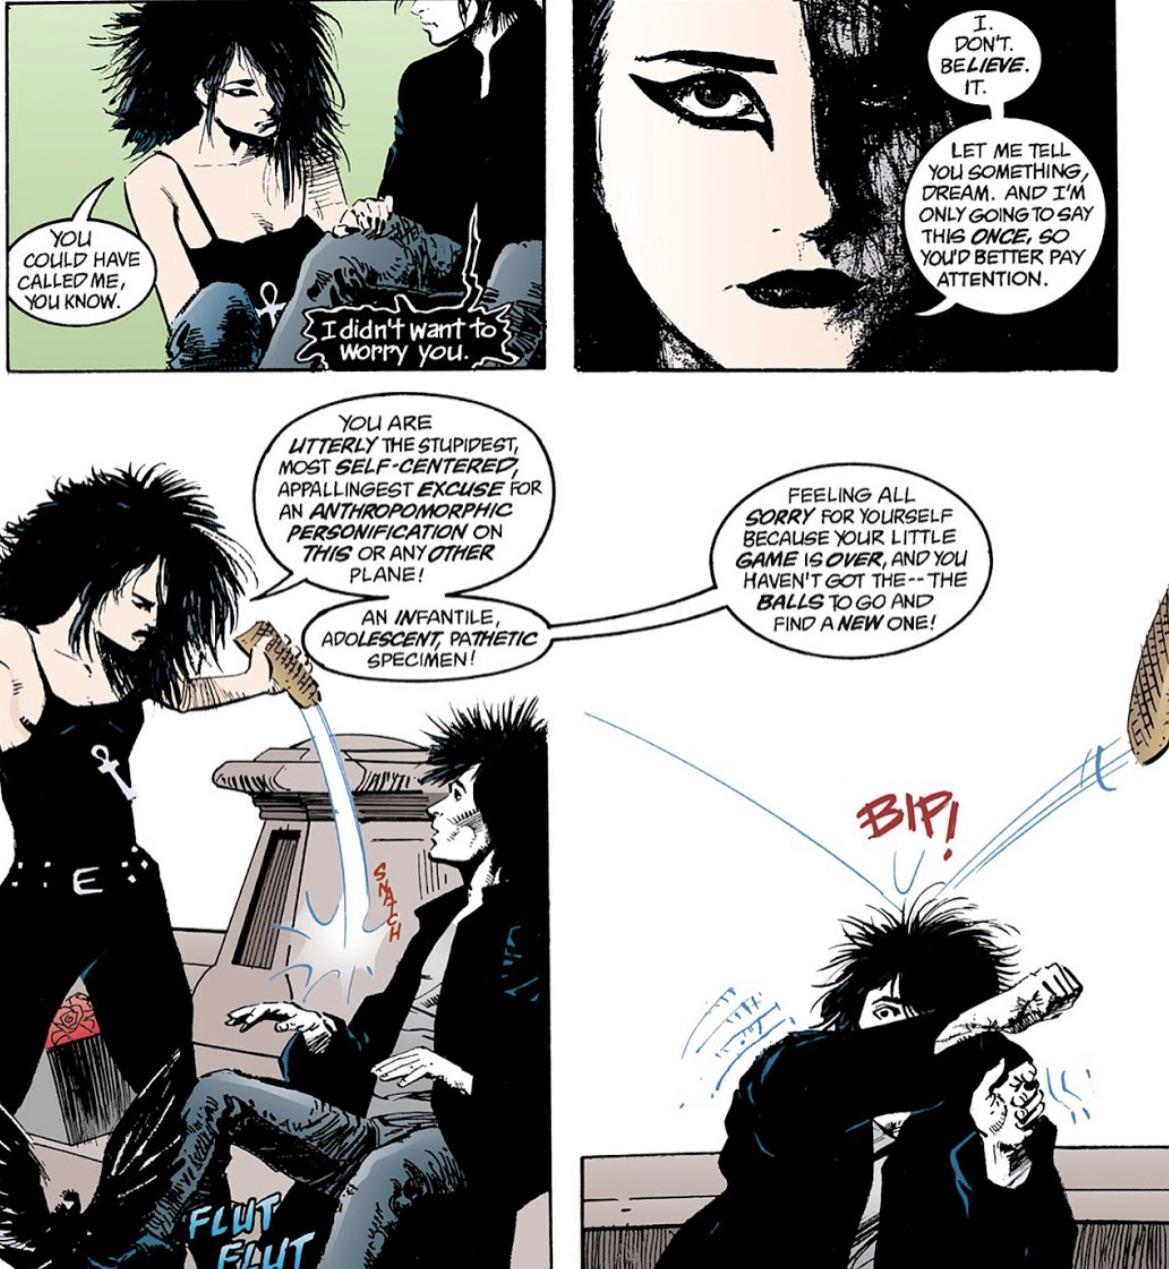 YOU
COULD HAVE
CALLED ME,
YOU KNOW.
I didn't want to
worry you.
I.
DON'T.
BELIEVE.
IT.
LET ME TELL
YOU SOMETHING,
DREAM. AND I'M
ONLY GOING TO SAY
THIS ONCE, SO
YOU'D BETTER PAY
ATTENTION.
YOU ARE
UTTERLY THE STUPIDEST,
MOST SELF-CENTERED,
APPALLINGEST EXCUSE FOR
AN ANTHROPOMORPHIC
PERSONIFICATION ON
THIS OR ANY OTHER
PLANE!
AN INFANTILE,
ADOLESCENT, PATHETIC
SPECIMEN!
SNATCH
E
FLUT
FLUT
FEELING ALL
SORRY FOR YOURSELF
BECAUSE YOUR LITTLE
GAME IS OVER, AND YOU
HAVEN'T GOT THE--THE
BALLS TO GO AND
FIND A NEW ONE!
BIP!